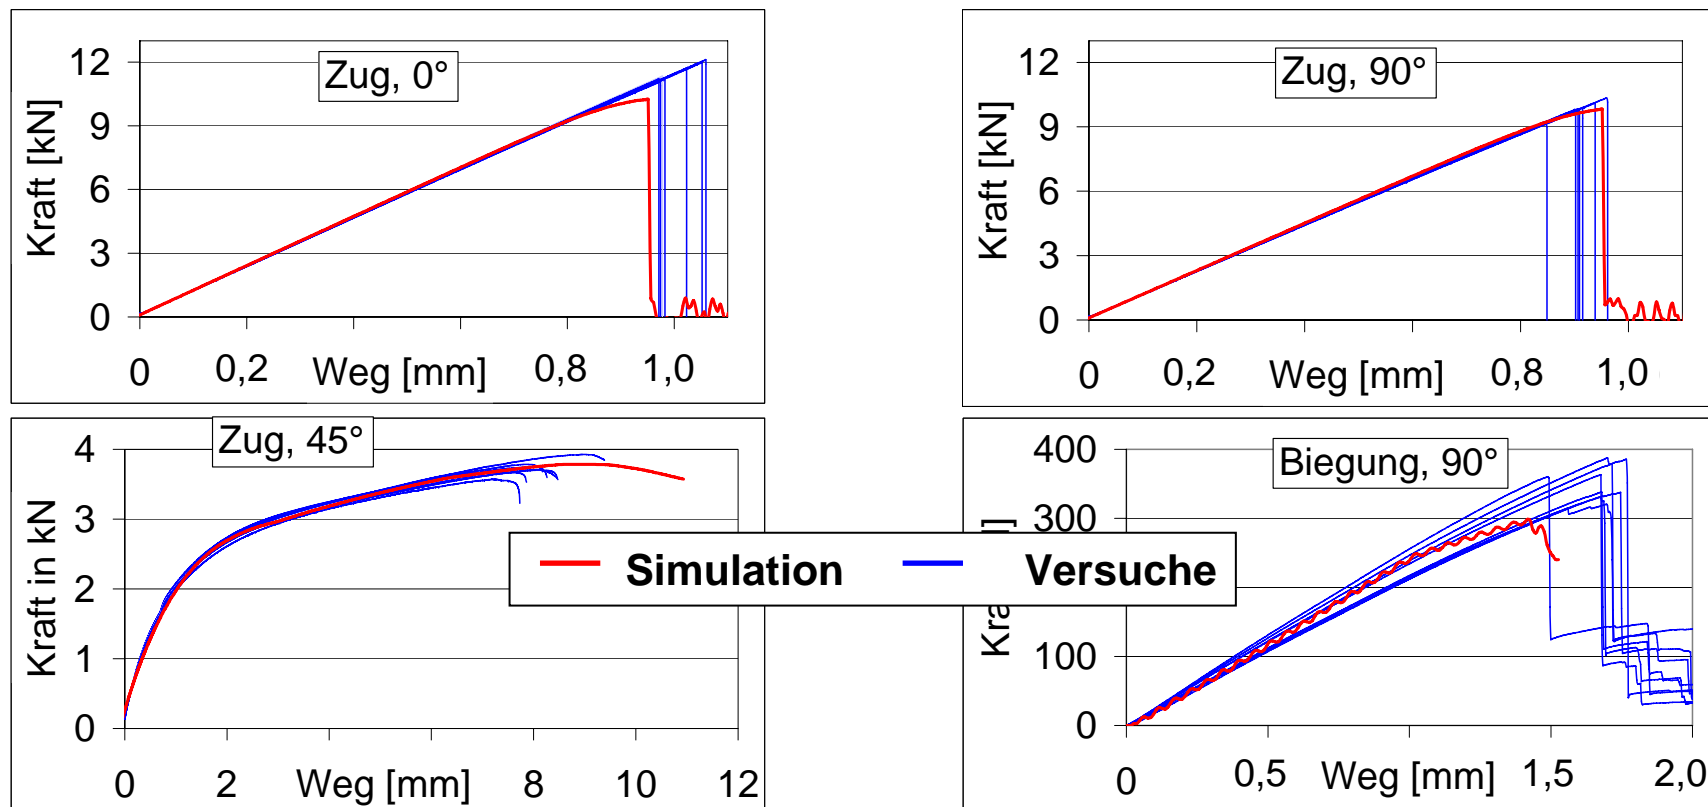 Zug, 0°
Kraft [kN]
12
9
6
3
0
0 0,2 Weg [mm] 0,8 1,0
Zug, 90°
Kraft [kN]
12
9
6
3
0
0 0,2 Weg [mm] 0,8 1,0
Zug, 45°
Kraft in kN
4
3
2
1
0
0 2 Weg [mm] 8 10 12
Biegung, 90°
400
300
200
100
0
0 0,5 Weg [mm] 1,5 2,0
Simulation Versuche